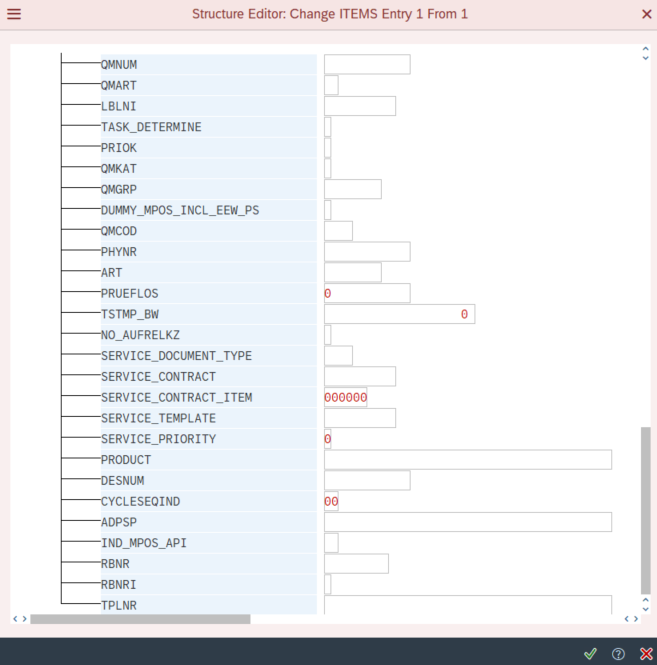 Structure Editor: Change ITEMS Entry 1 From 1
QMNUM
QMART
LBLNI
TASK_DETERMINE
PRIOK
QMKAT
QMGRP
DUMMY_MPOS_INCL_EEW_PS
QMCOD
PHYNR
ART
PRUEFLOS 0
TSTMP_BW 0
NO_AUFRELKZ
SERVICE_DOCUMENT_TYPE
SERVICE_CONTRACT
SERVICE_CONTRACT_ITEM 000000
SERVICE_TEMPLATE
SERVICE_PRIORITY 0
PRODUCT
DESNUM
CYCLESEQIND 00
ADPSP
IND_MPOS_API
RBNR
RBNRI
TPLNR